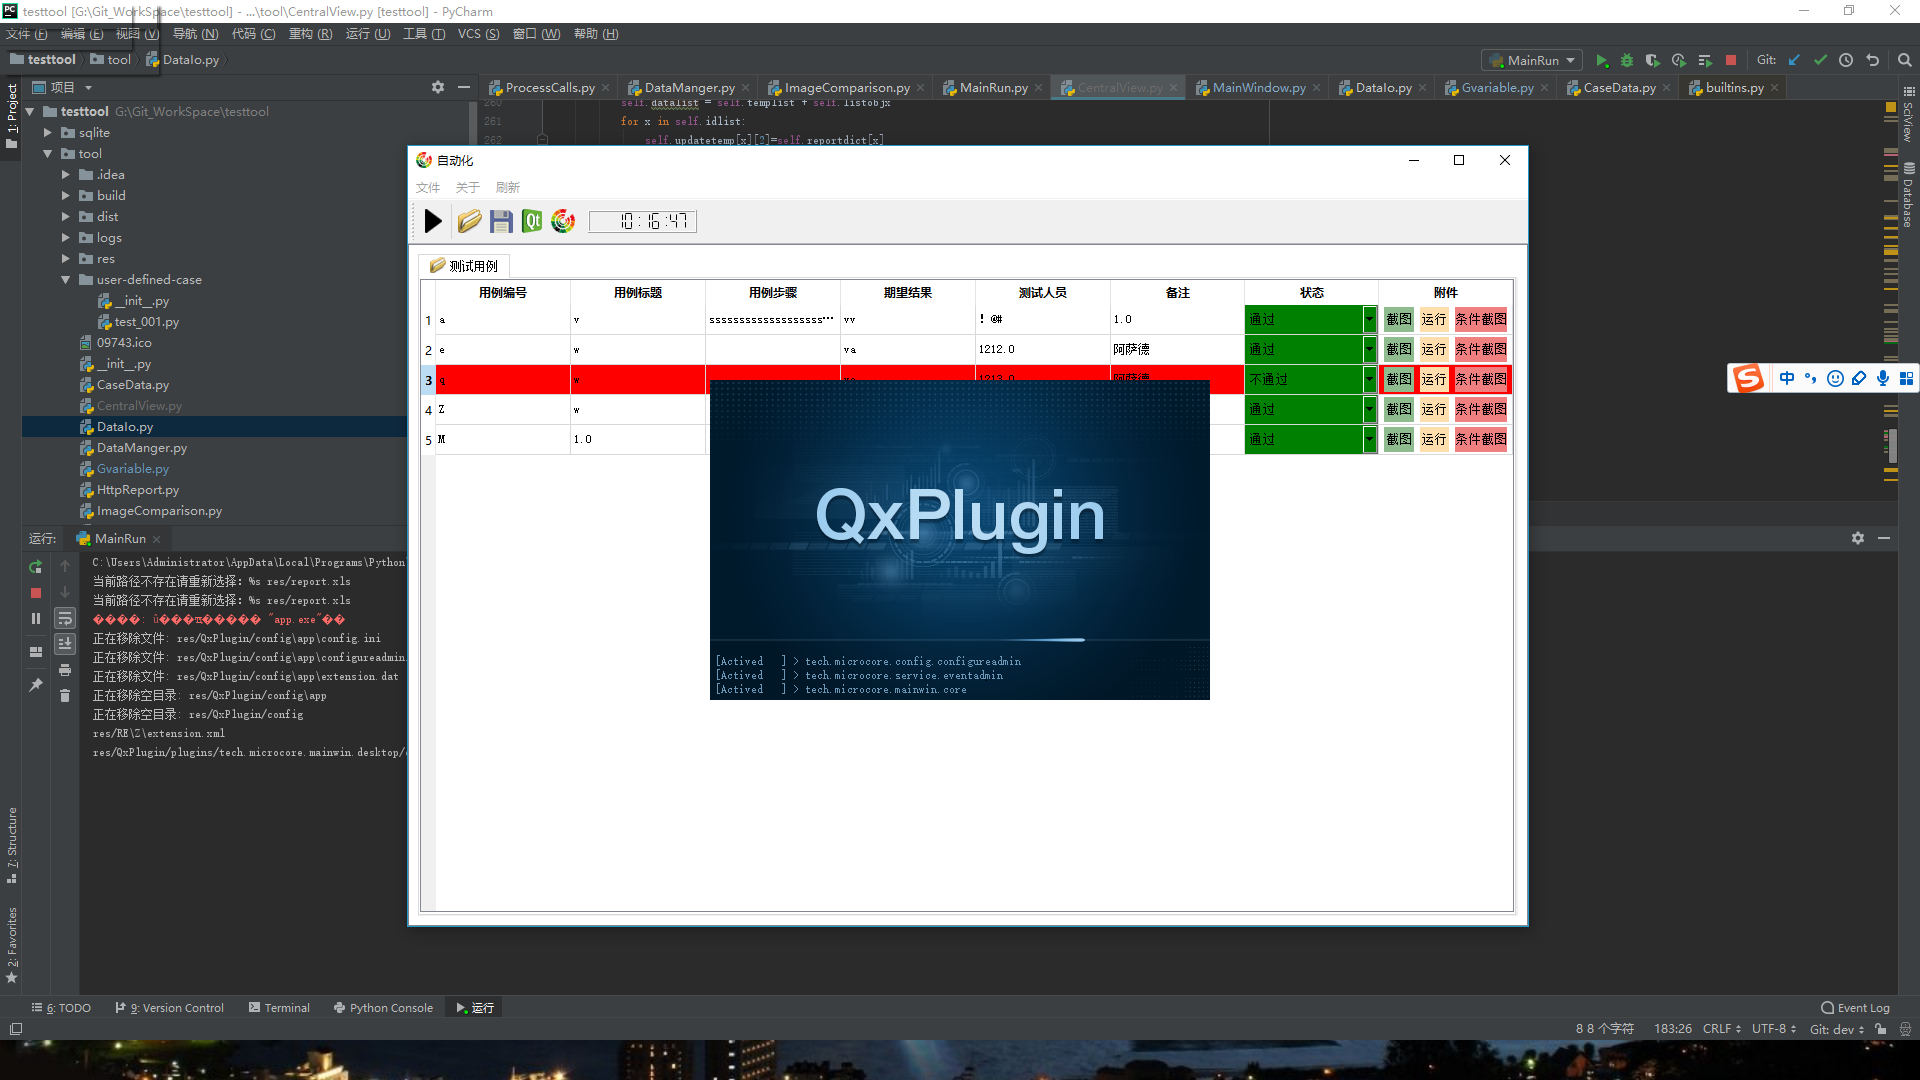 testtool [G:\Git_WorkSpace\testtool] - ...\tool\CentralView.py [testtool] - PyCharm
文件 (F) 编辑 (E) 视图 (V) 导航 (N) 代码 (C) 重构 (R) 运行 (U) 工具 (T) VCS (S) 窗口 (W) 帮助 (H)
testtool tool DataIo.py
MainRun Git:
项目
ProcessCalls.py DataManger.py ImageComparison.py MainRun.py CentralView.py MainWindow.py DataIo.py Gvariable.py CaseData.py builtins.py
260 self.datalist = self.templist + self.listobjx
261 for x in self.idlist:
262 self.updatetemp[x][2]=self.reportdict[x]
1: Project
testtool G:\Git_WorkSpace\testtool
sqlite
tool
.idea
build
dist
logs
res
user-defined-case
__init__.py
test_001.py
09743.ico
__init__.py
CaseData.py
CentralView.py
DataIo.py
DataManger.py
Gvariable.py
HttpReport.py
ImageComparison.py
SciView
Database
自动化
文件 关于 刷新
Qt
10:16:47
测试用例
用例编号 用例标题 用例步骤 期望结果 测试人员 备注 状态 附件
1 a v sssssssssssssssssss… vv ！@# 1.0 通过 截图 运行 条件截图
2 e w va 1212.0 阿萨德 通过 截图 运行 条件截图
3 q w 1213.0 阿萨德 不通过 截图 运行 条件截图
4 Z w 通过 截图 运行 条件截图
5 M 1.0 通过 截图 运行 条件截图
QxPlugin
[Actived ] > tech.microcore.config.configureadmin
[Actived ] > tech.microcore.service.eventadmin
[Actived ] > tech.microcore.mainwin.core
中
运行: MainRun
C:\Users\Administrator\AppData\Local\Programs\Python
当前路径不存在请重新选择: %s res/report.xls
当前路径不存在请重新选择: %s res/report.xls
"app.exe"
正在移除文件: res/QxPlugin/config\app\config.ini
正在移除文件: res/QxPlugin/config\app\configureadmin.
正在移除文件: res/QxPlugin/config\app\extension.dat
正在移除空目录: res/QxPlugin/config\app
正在移除空目录: res/QxPlugin/config
res/RE\Z\extension.xml
res/QxPlugin/plugins/tech.microcore.mainwin.desktop/
7: Structure
2: Favorites
6: TODO 9: Version Control Terminal Python Console 运行 Event Log
8 8 个字符 183:26 CRLF UTF-8 Git: dev